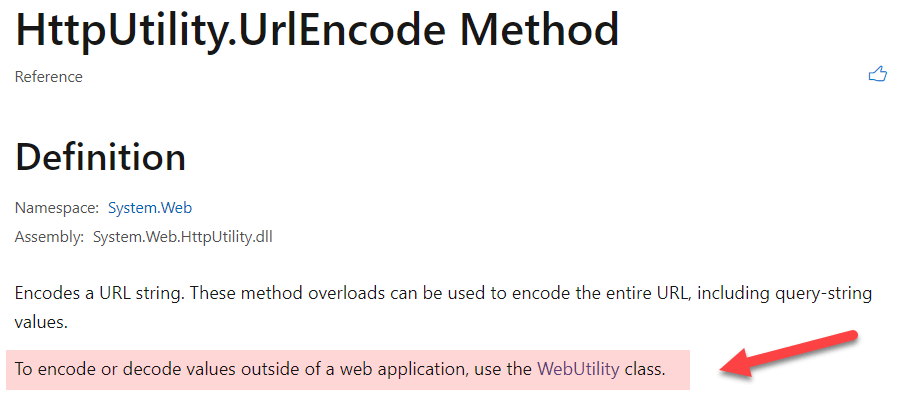 HttpUtility.UrlEncode Method
Reference
Definition
Namespace: System.Web
Assembly: System.Web.HttpUtility.dll
Encodes a URL string. These method overloads can be used to encode the entire URL, including query-string
values.
To encode or decode values outside of a web application, use the WebUtility class.